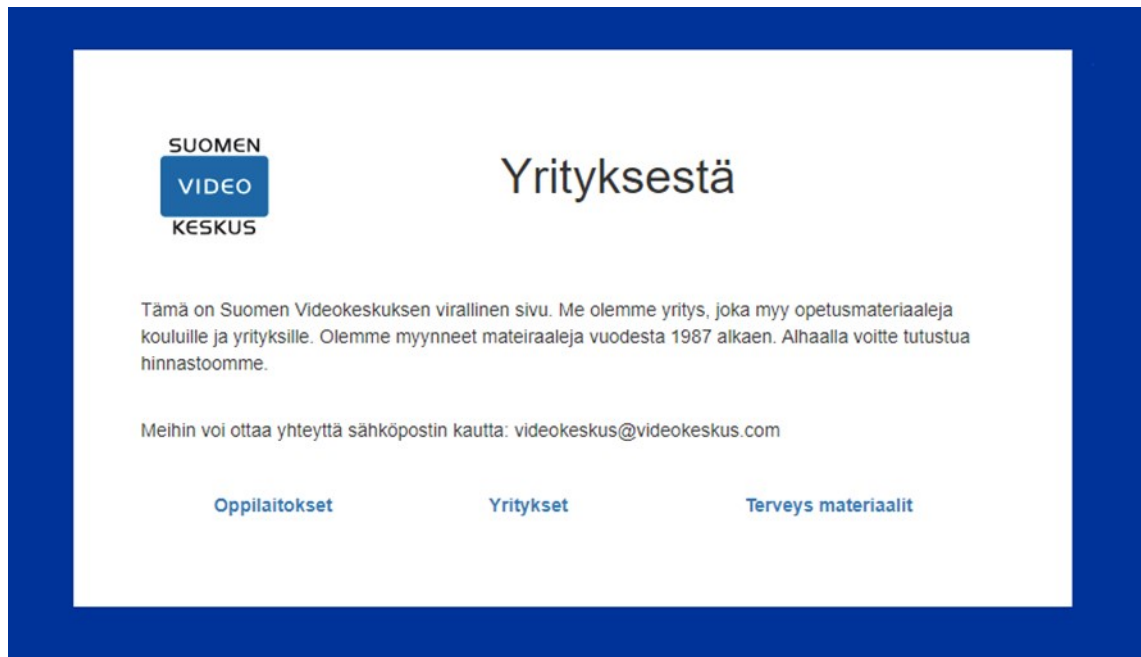 SUOMEN
VIDEO
KESKUS
Yrityksestä
Tämä on Suomen Videokeskuksen virallinen sivu. Me olemme yritys, joka myy opetusmateriaaleja
kouluille ja yrityksille. Olemme myynneet mateiraaleja vuodesta 1987 alkaen. Alhaalla voitte tutustua
hinnastoomme.
Meihin voi ottaa yhteyttä sähköpostin kautta: videokeskus@videokeskus.com
Oppilaitokset Yritykset Terveys materiaalit